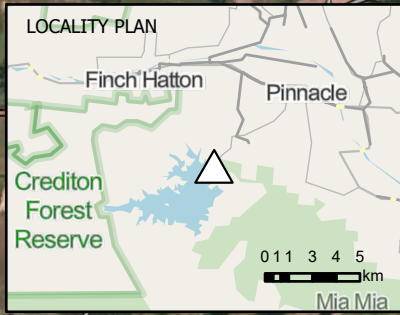 LOCALITY PLAN
Finch Hatton
Pinnacle
Crediton
Forest
Reserve
0 1 1 3 4 5
km
Mia Mia